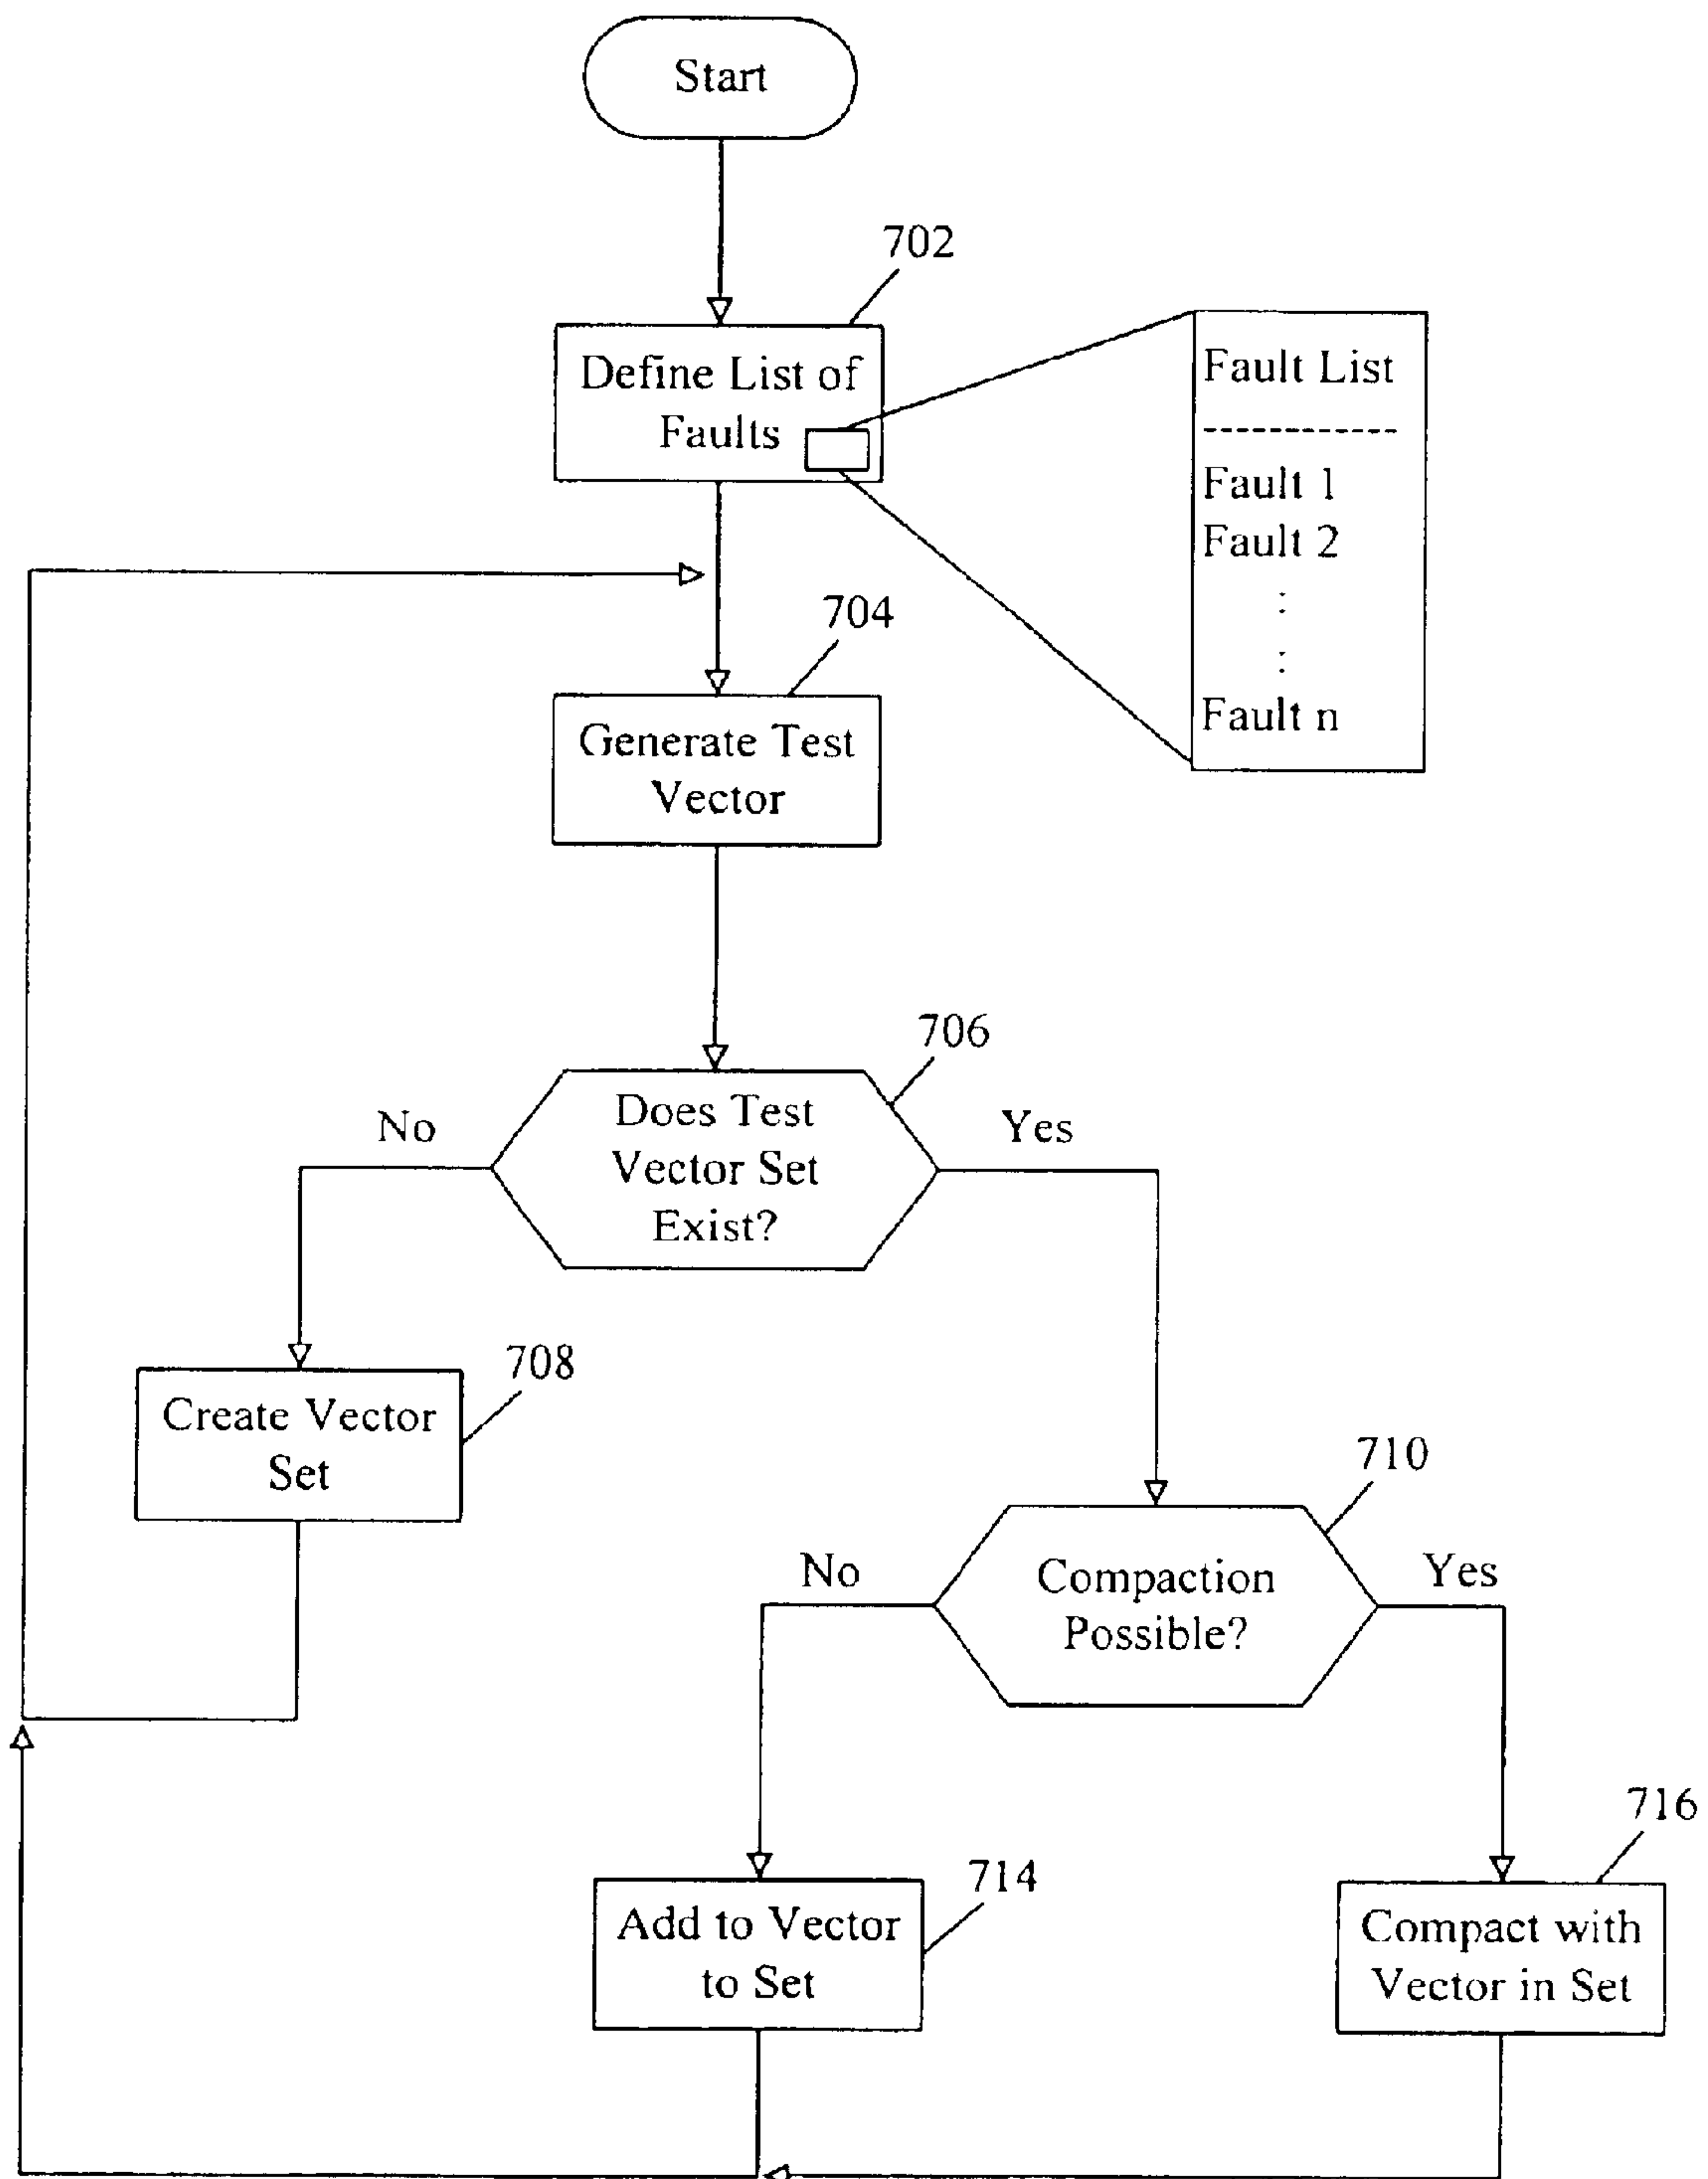 Start
702
Define List of
Faults
Fault List
-------------
Fault 1
Fault 2
:
:
Fault n
704
Generate Test
Vector
706
Does Test
Vector Set
Exist?
No
Yes
708
Create Vector
Set
710
Compaction
Possible?
No
Yes
714
Add to Vector
to Set
716
Compact with
Vector in Set